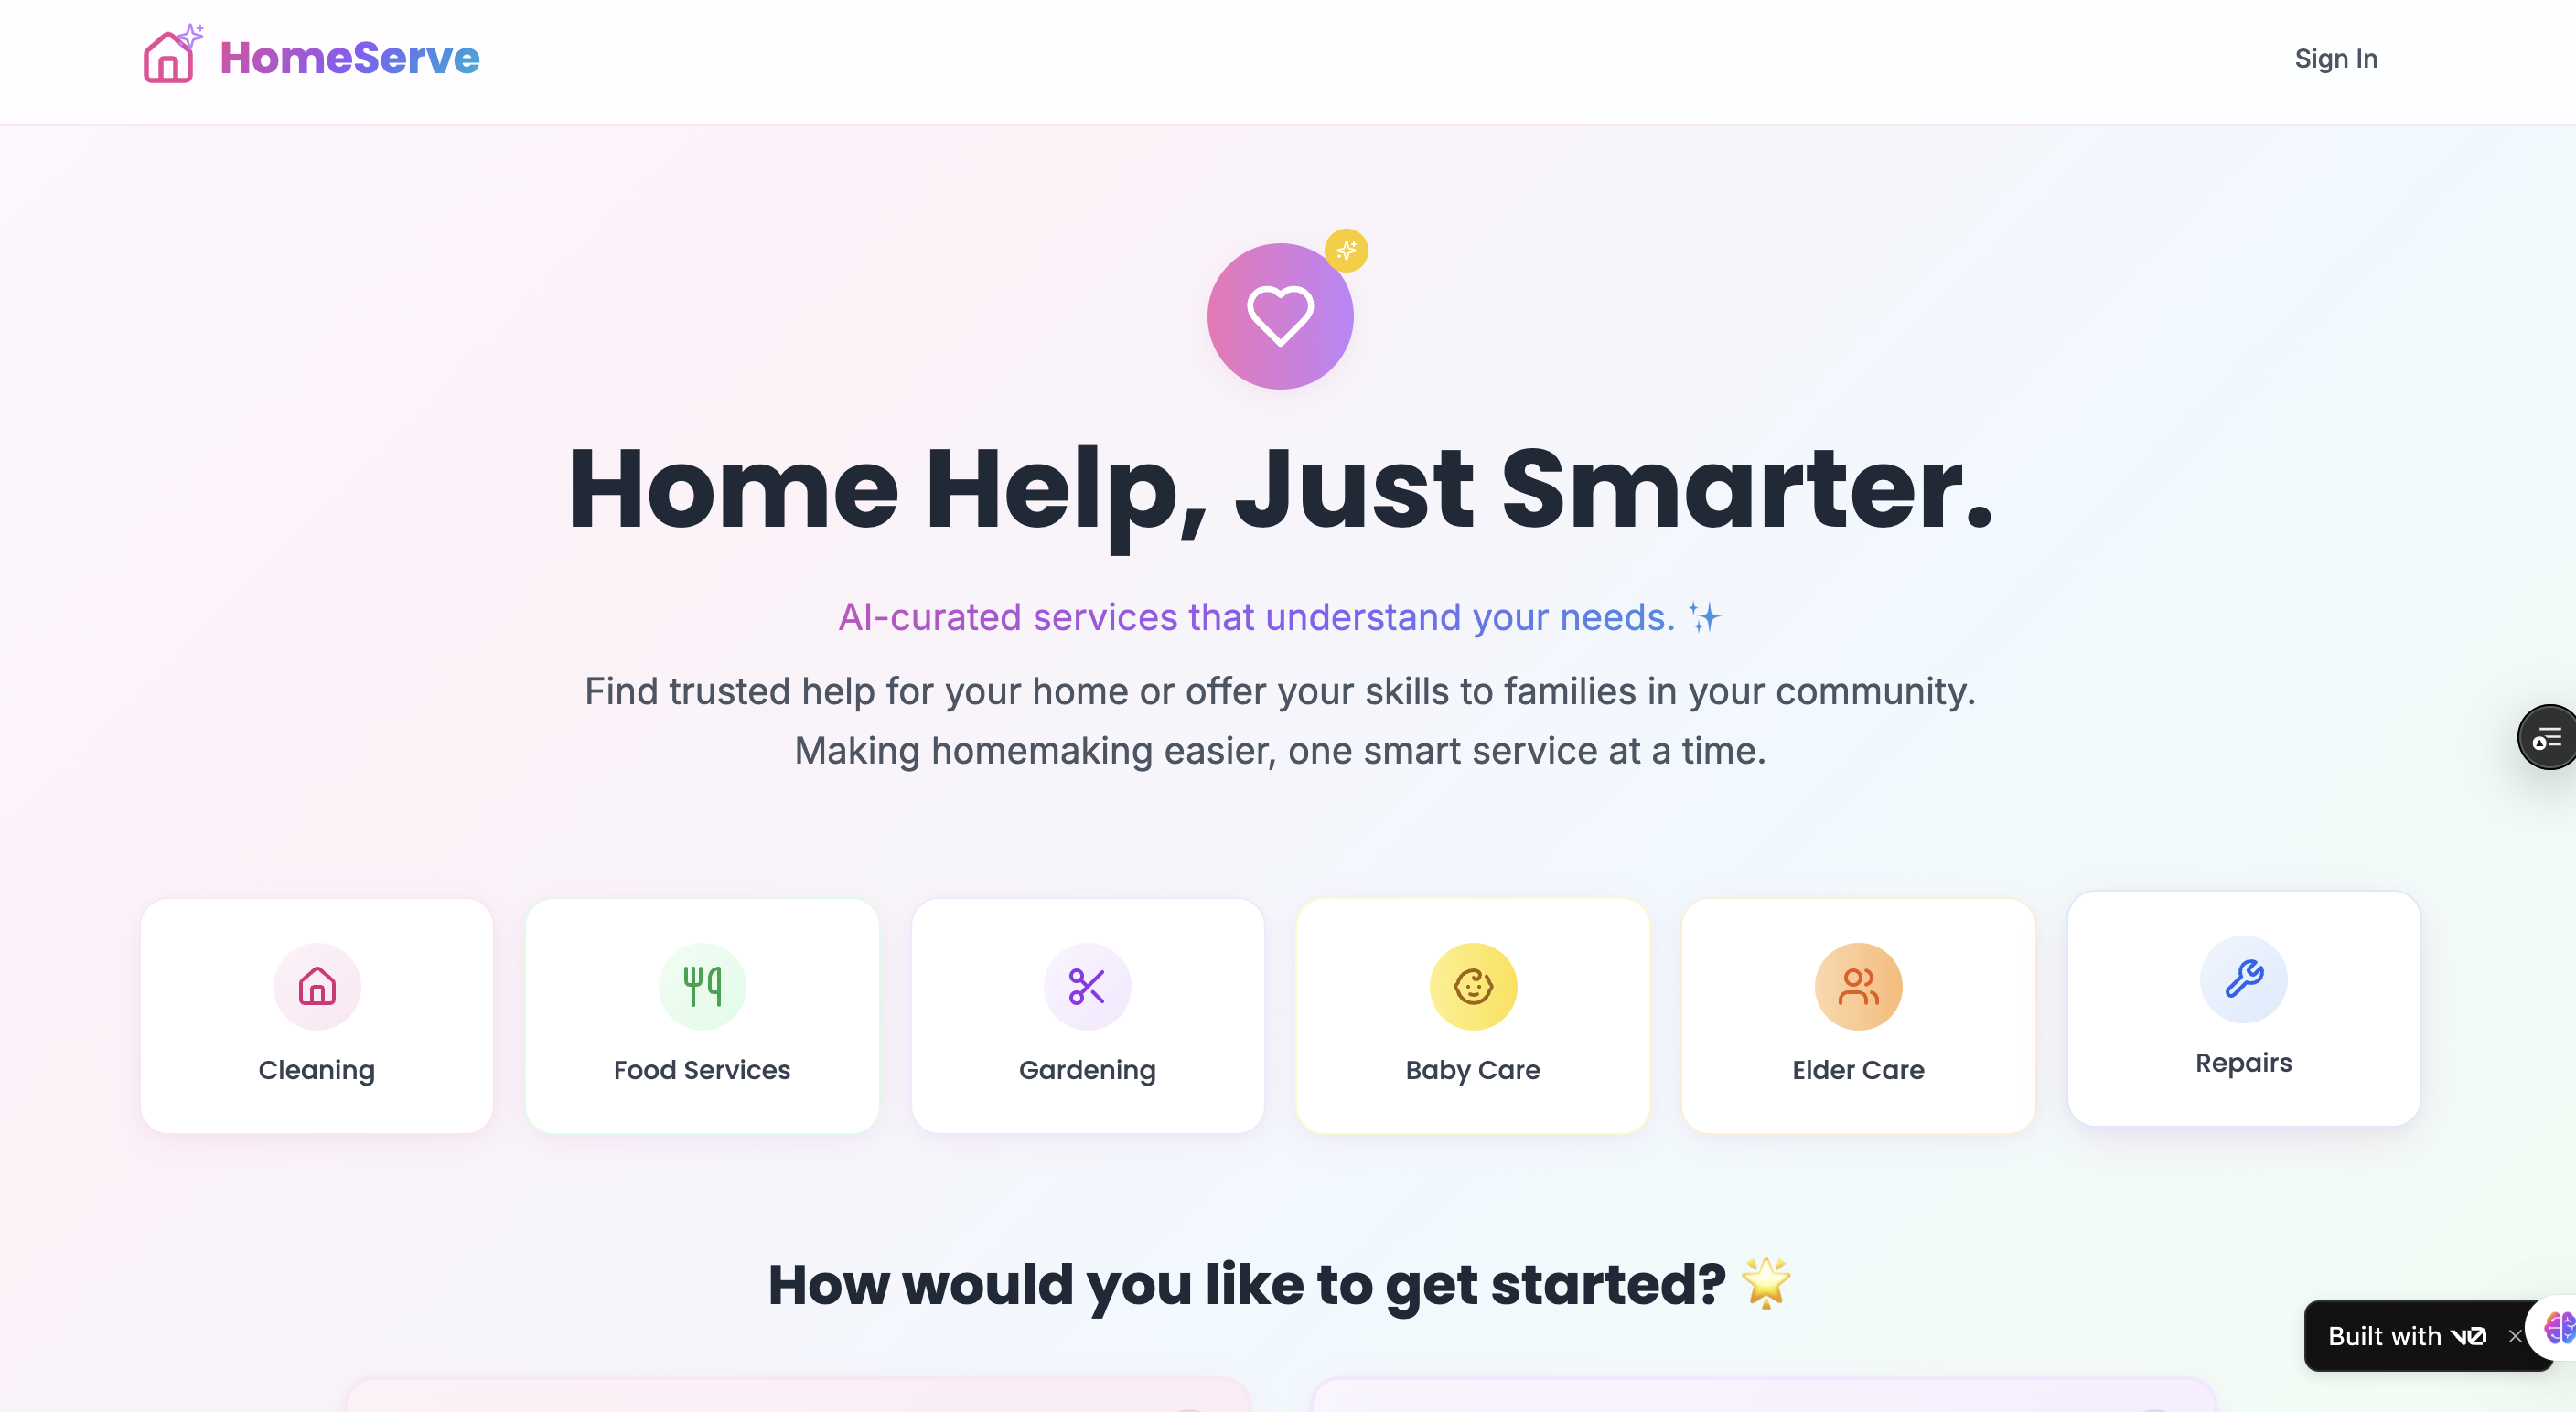 HomeServe
Sign In
Home Help, Just Smarter.
AI-curated services that understand your needs. ✨
Find trusted help for your home or offer your skills to families in your community.
Making homemaking easier, one smart service at a time.
Cleaning
Food Services
Gardening
Baby Care
Elder Care
Repairs
How would you like to get started? 🌟
Built with v0